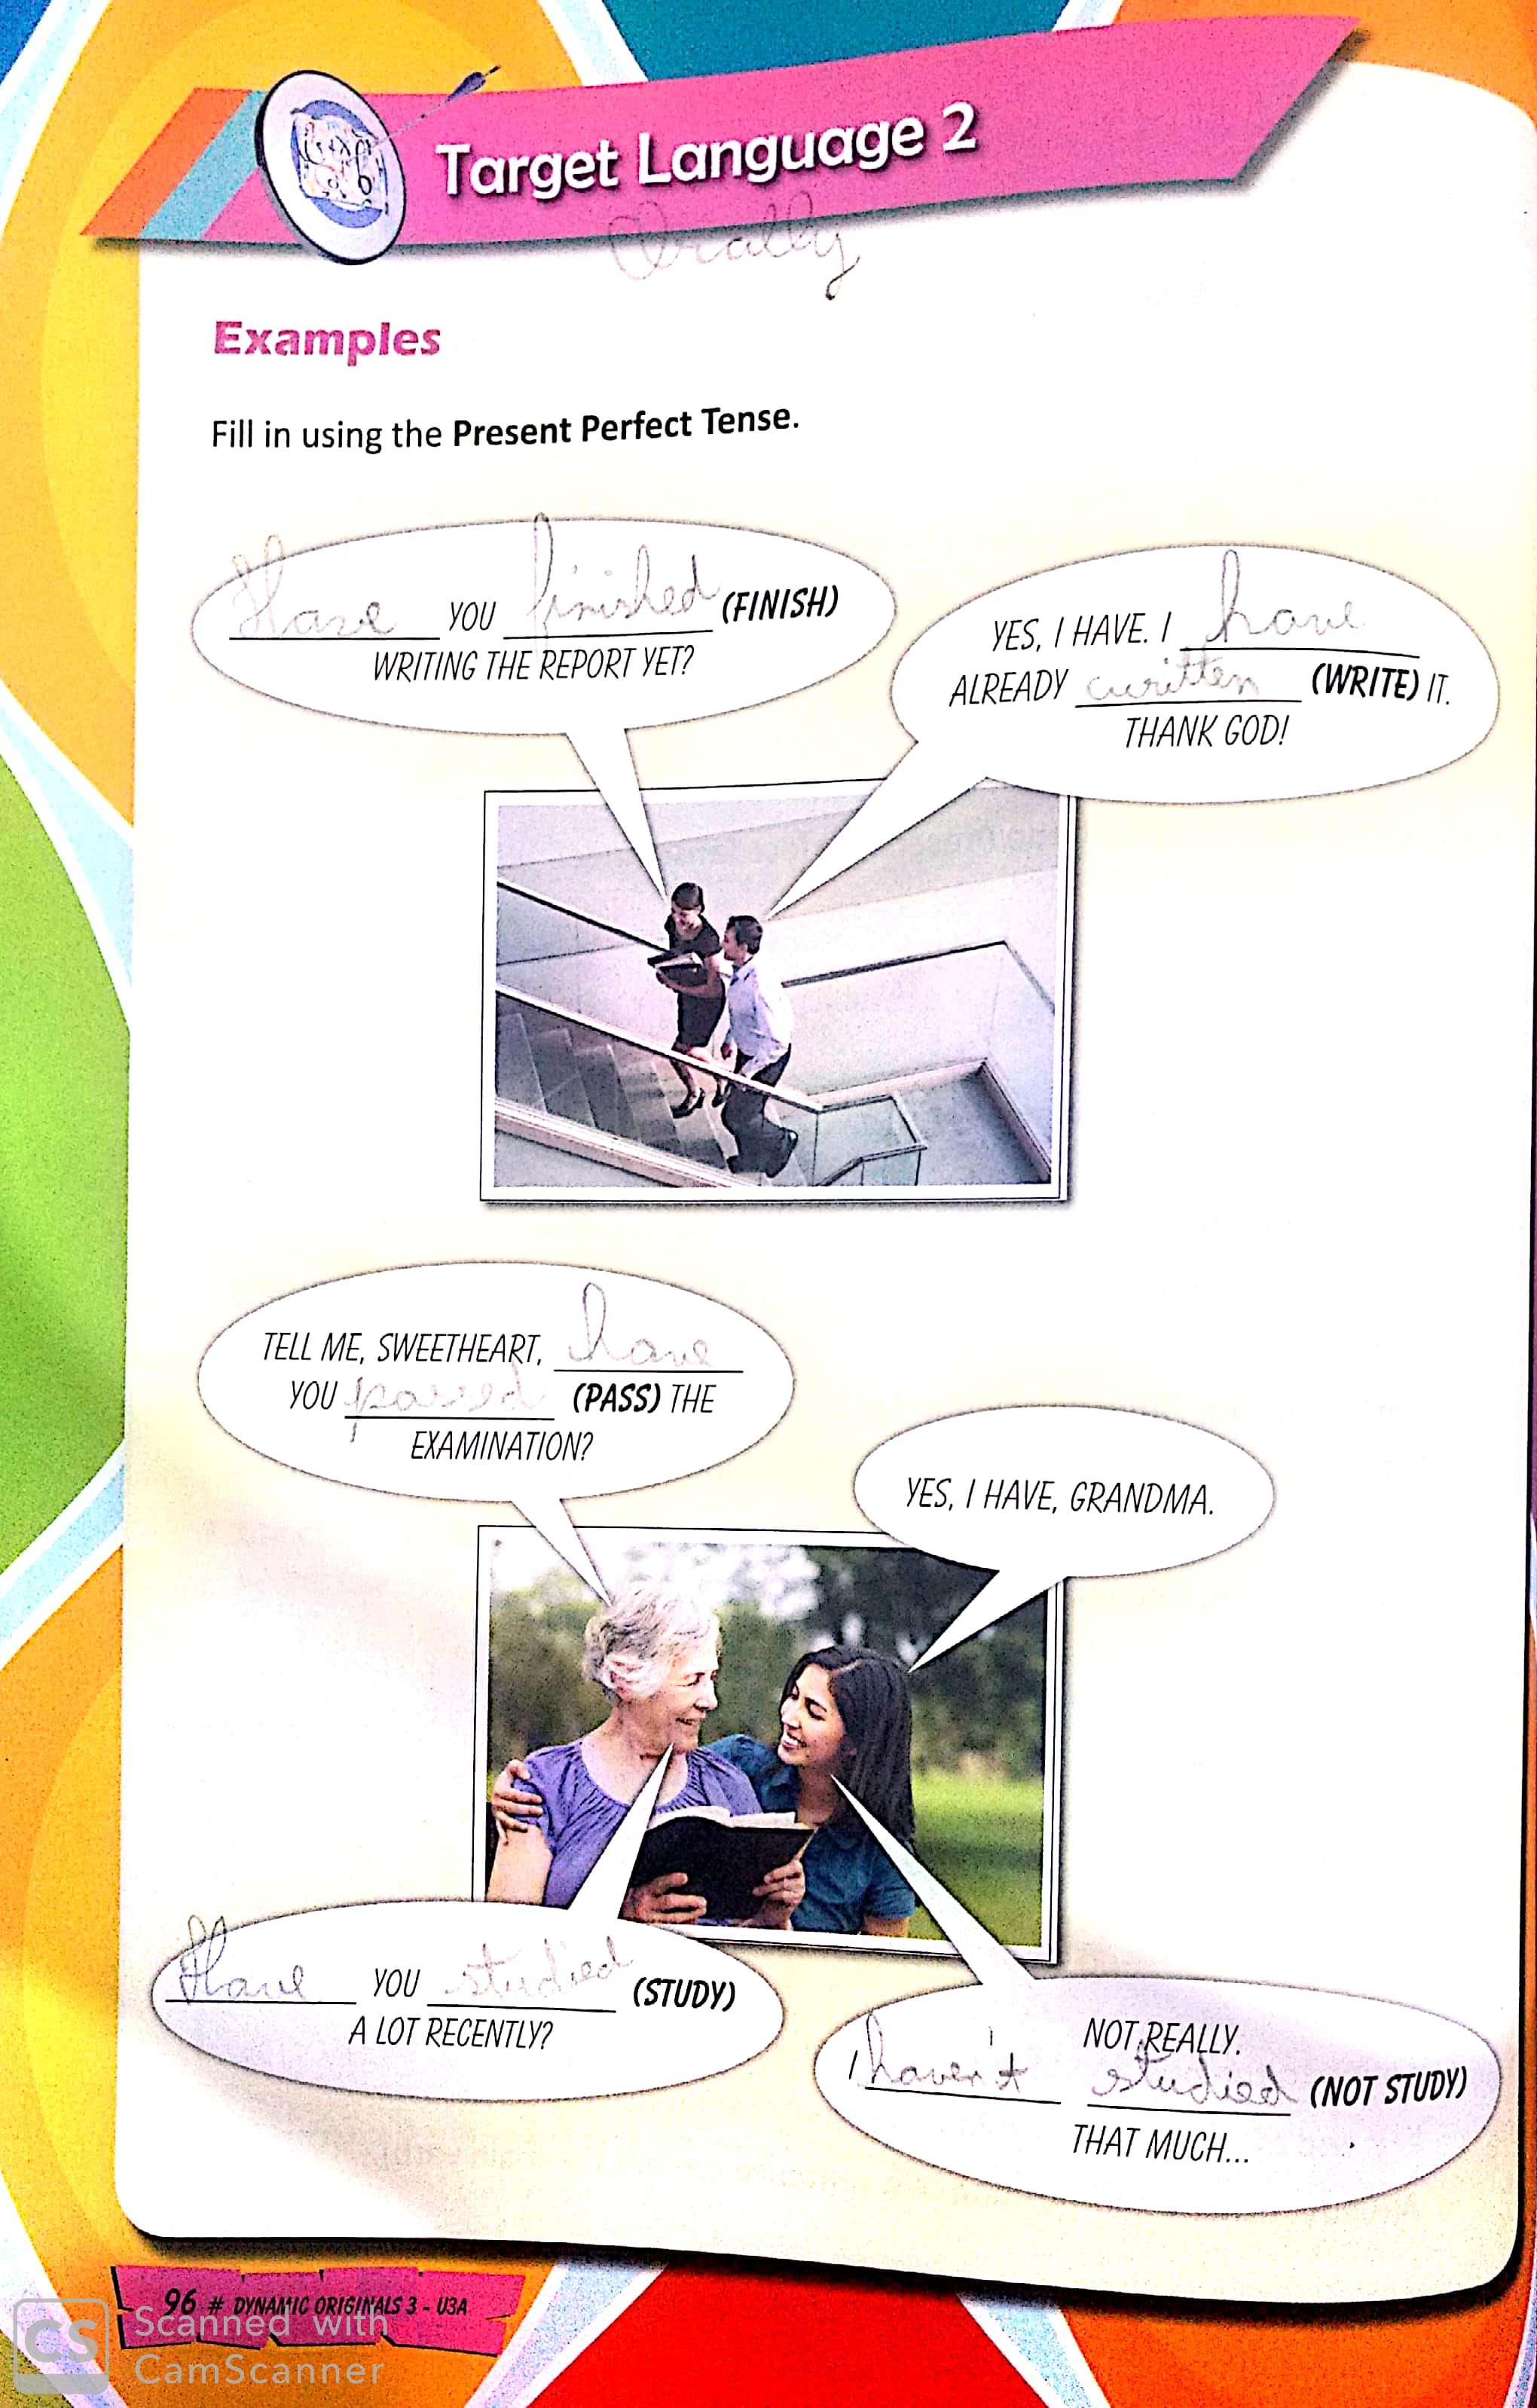 Target Language 2
Orally
Examples
Fill in using the Present Perfect Tense.
Have YOU finished (FINISH)
WRITING THE REPORT YET?
YES, I HAVE. I have
ALREADY written (WRITE) IT.
THANK GOD!
TELL ME, SWEETHEART, have
YOU passed (PASS) THE
EXAMINATION?
YES, I HAVE, GRANDMA.
Have YOU studied (STUDY)
A LOT RECENTLY?
NOT REALLY.
I haven't studied (NOT STUDY)
THAT MUCH...
96 # DYNAMIC ORIGINALS 3 - U3A
CS Scanned with
CamScanner